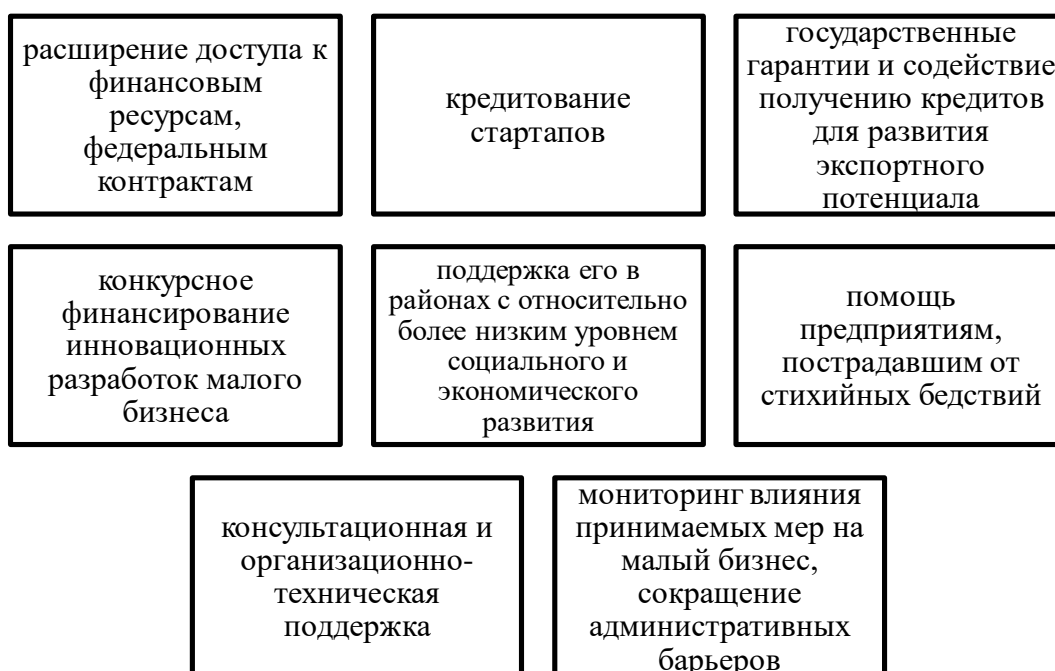 расширение доступа к
финансовым
ресурсам,
федеральным
контрактам
кредитование
стартапов
государственные
гарантии и содействие
получению кредитов
для развития
экспортного
потенциала
конкурсное
финансирование
инновационных
разработок малого
бизнеса
поддержка его в
районах с относительно
более низким уровнем
социального и
экономического
развития
помощь
предприятиям,
пострадавшим от
стихийных бедствий
консультационная и
организационно-
техническая
поддержка
мониторинг влияния
принимаемых мер на
малый бизнес,
сокращение
административных
барьеров